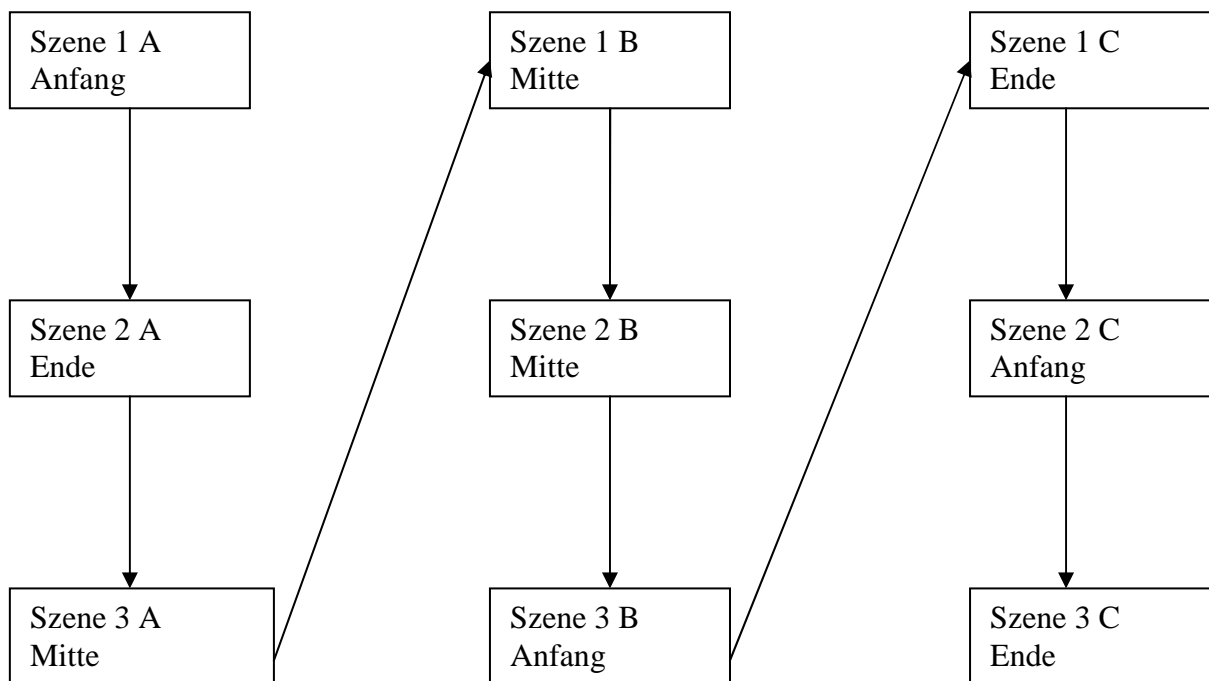 Szene 1 A
Anfang
Szene 1 B
Mitte
Szene 1 C
Ende
Szene 2 A
Ende
Szene 2 B
Mitte
Szene 2 C
Anfang
Szene 3 A
Mitte
Szene 3 B
Anfang
Szene 3 C
Ende